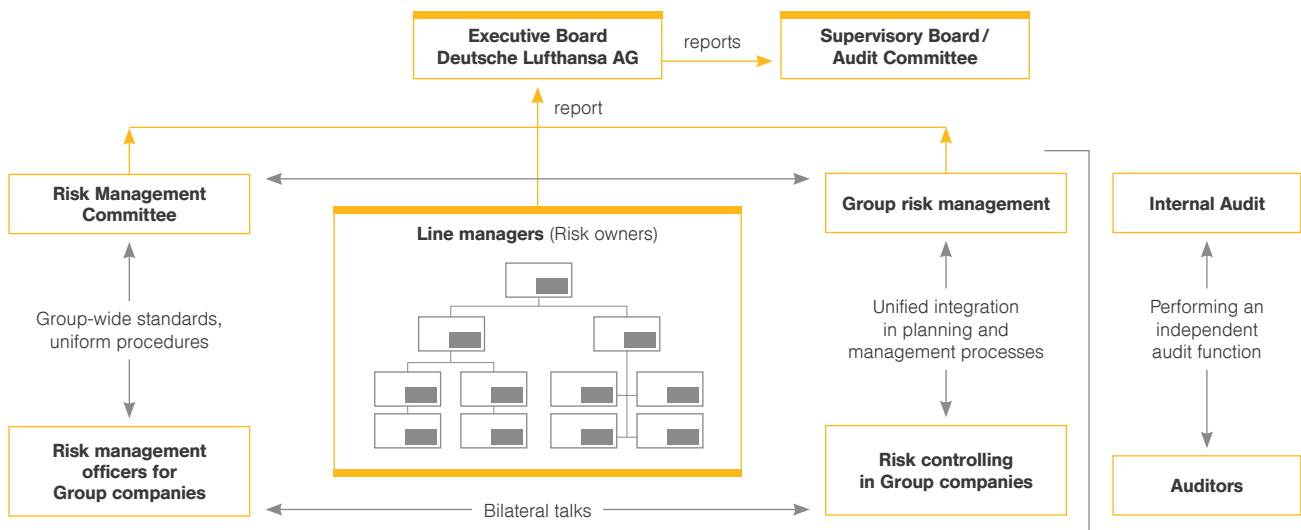 Executive Board
Deutsche Lufthansa AG
reports
Supervisory Board /
Audit Committee
report
Risk Management
Committee
Group risk management
Internal Audit
Line managers (Risk owners)
Group-wide standards,
uniform procedures
Unified integration
in planning and
management processes
Performing an
independent
audit function
Risk management
officers for
Group companies
Risk controlling
in Group companies
Auditors
Bilateral talks